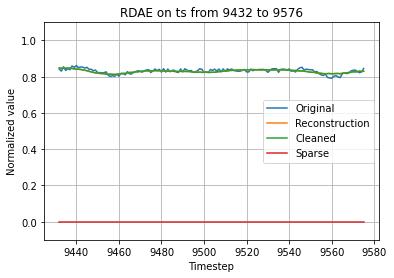 RDAE on ts from 9432 to 9576
1.0
0.8
0.6
0.4
0.2
0.0
Normalized value
Original
Reconstruction
Cleaned
Sparse
9440 9460 9480 9500 9520 9540 9560 9580
Timestep